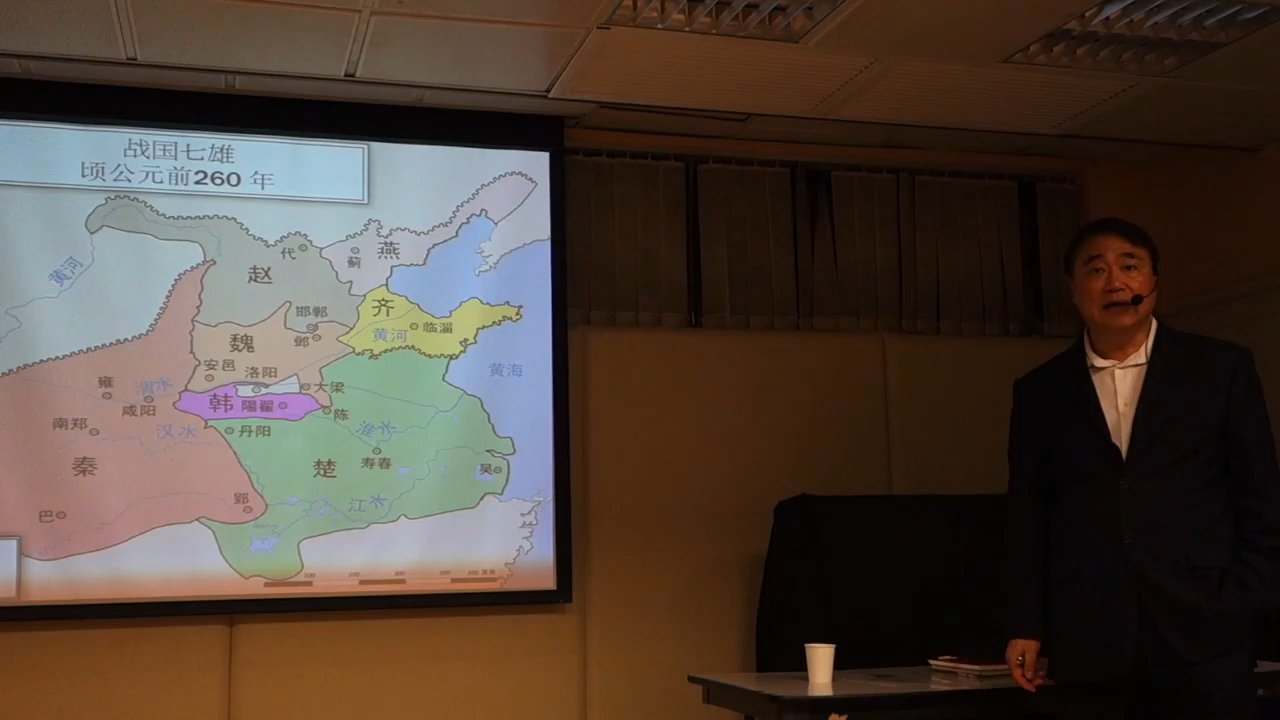 战国七雄
顷公元前260 年
燕
代
蓟
黄河
赵
齐
邯郸
临淄
黄河
魏
邺
安邑
洛阳
黄海
雍
渭水
大梁
咸阳
韩
陽翟
陈
南郑
汉水
丹阳
淮水
秦
楚
寿春
吴
郢
江水
巴